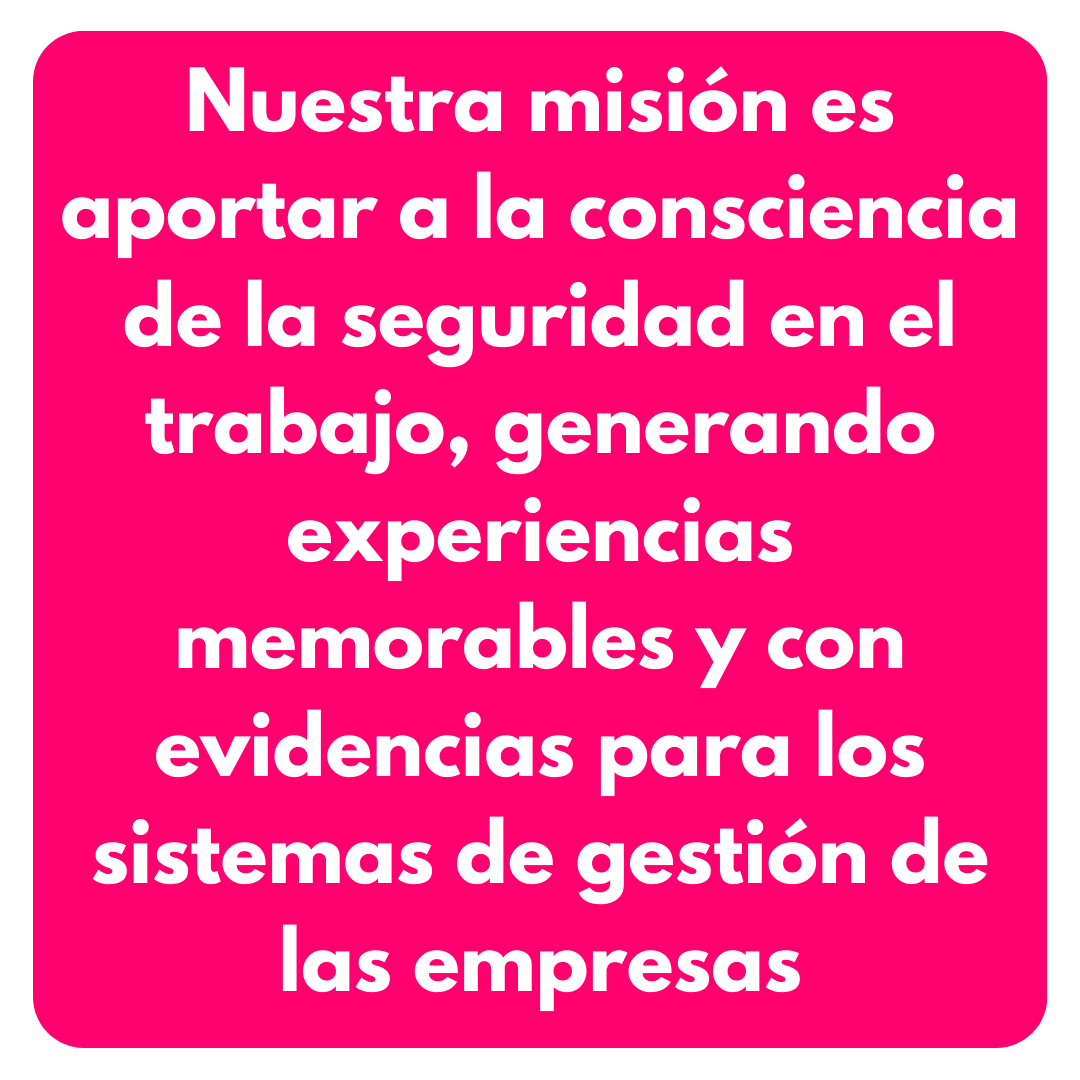 Nuestra misión es
aportar a la consciencia
de la seguridad en el
trabajo, generando
experiencias
memorables y con
evidencias para los
sistemas de gestión de
las empresas